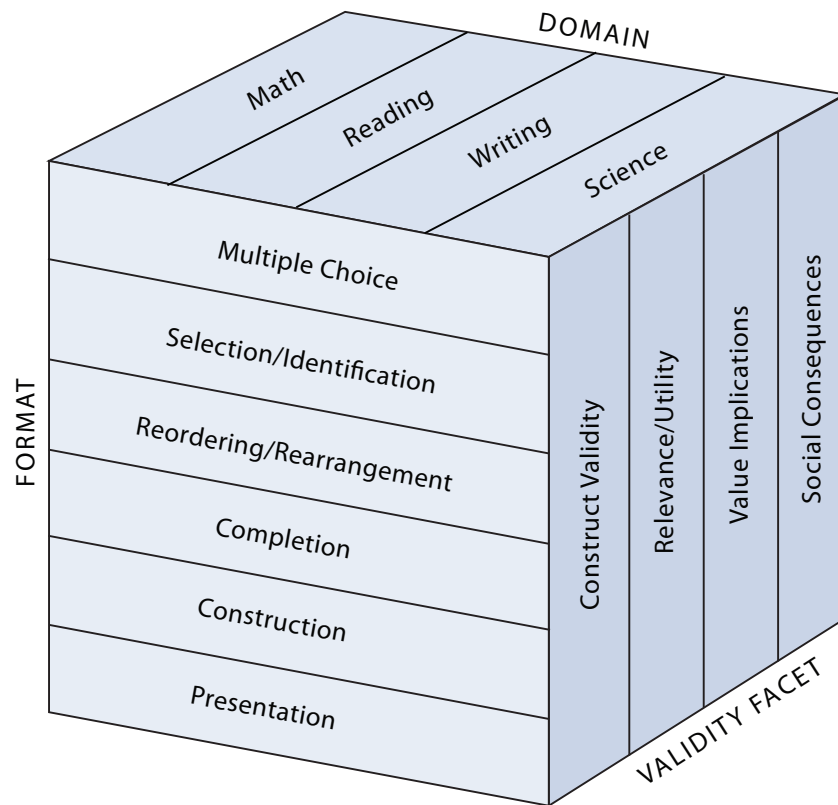 DOMAIN
Math
Reading
Writing
Science
FORMAT
Multiple Choice
Selection/Identification
Reordering/Rearrangement
Completion
Construction
Presentation
Construct Validity
Relevance/Utility
Value Implications
Social Consequences
VALIDITY FACET